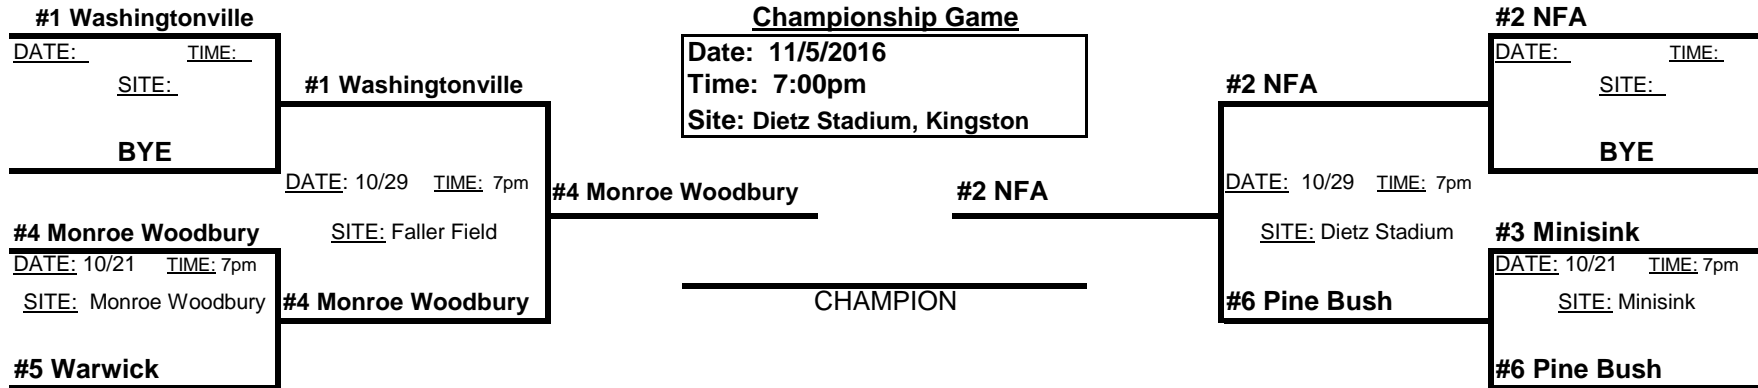 #1 Washingtonville
DATE: TIME:
SITE:
BYE
#4 Monroe Woodbury
DATE: 10/21 TIME: 7pm
SITE: Monroe Woodbury
#5 Warwick
#1 Washingtonville
DATE: 10/29 TIME: 7pm
SITE: Faller Field
#4 Monroe Woodbury
#4 Monroe Woodbury
Championship Game
Date: 11/5/2016
Time: 7:00pm
Site: Dietz Stadium, Kingston
CHAMPION
#2 NFA
#2 NFA
DATE: 10/29 TIME: 7pm
SITE: Dietz Stadium
#6 Pine Bush
#2 NFA
DATE: TIME:
SITE:
BYE
#3 Minisink
DATE: 10/21 TIME: 7pm
SITE: Minisink
#6 Pine Bush